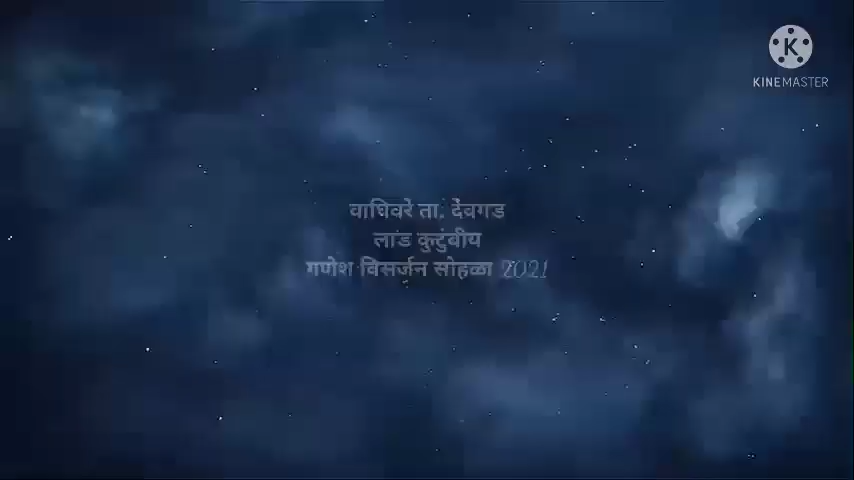 KINEMASTER
वाघिवरे ता. देवगड
लाड कुटुंबीय
गणेश विसर्जन सोहळा 2021